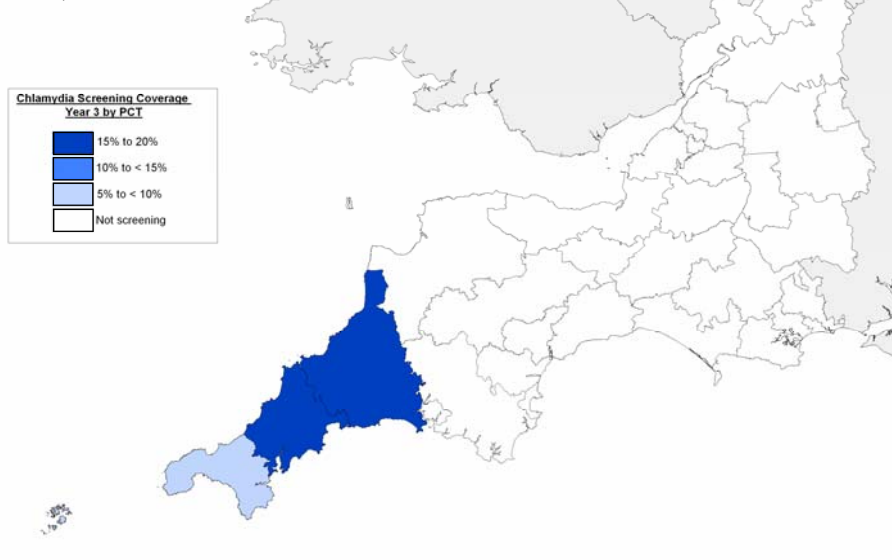 Chlamydia Screening Coverage
Year 3 by PCT
15% to 20%
10% to < 15%
5% to < 10%
Not screening